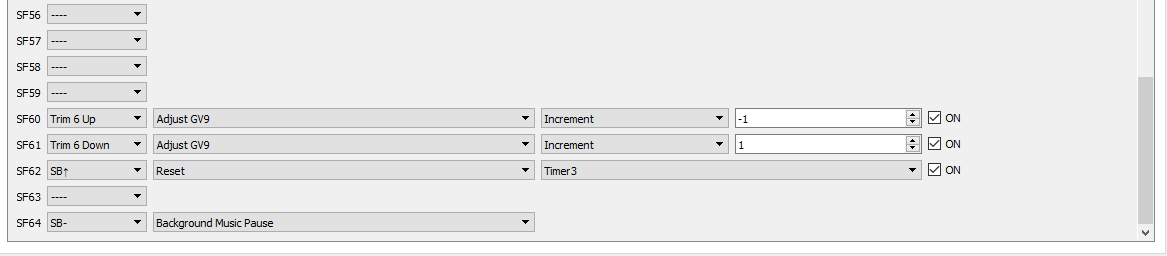 SF56 ----
SF57 ----
SF58 ----
SF59 ----
SF60 Trim 6 Up Adjust GV9 Increment -1 ON
SF61 Trim 6 Down Adjust GV9 Increment 1 ON
SF62 SB↑ Reset Timer3 ON
SF63 ----
SF64 SB- Background Music Pause